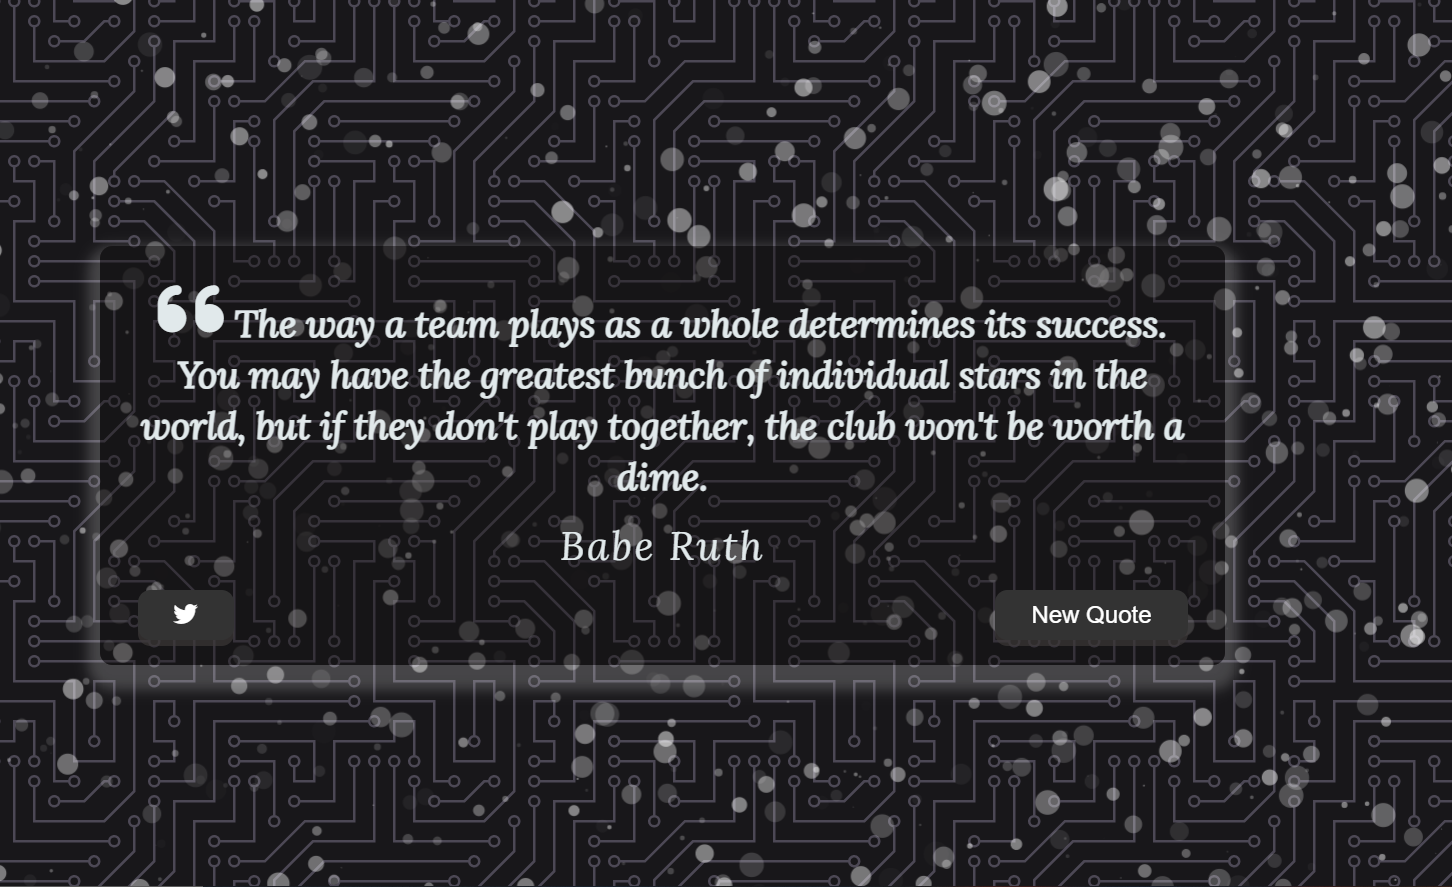 “ The way a team plays as a whole determines its success.
You may have the greatest bunch of individual stars in the
world, but if they don't play together, the club won't be worth a
dime.
Babe Ruth
New Quote